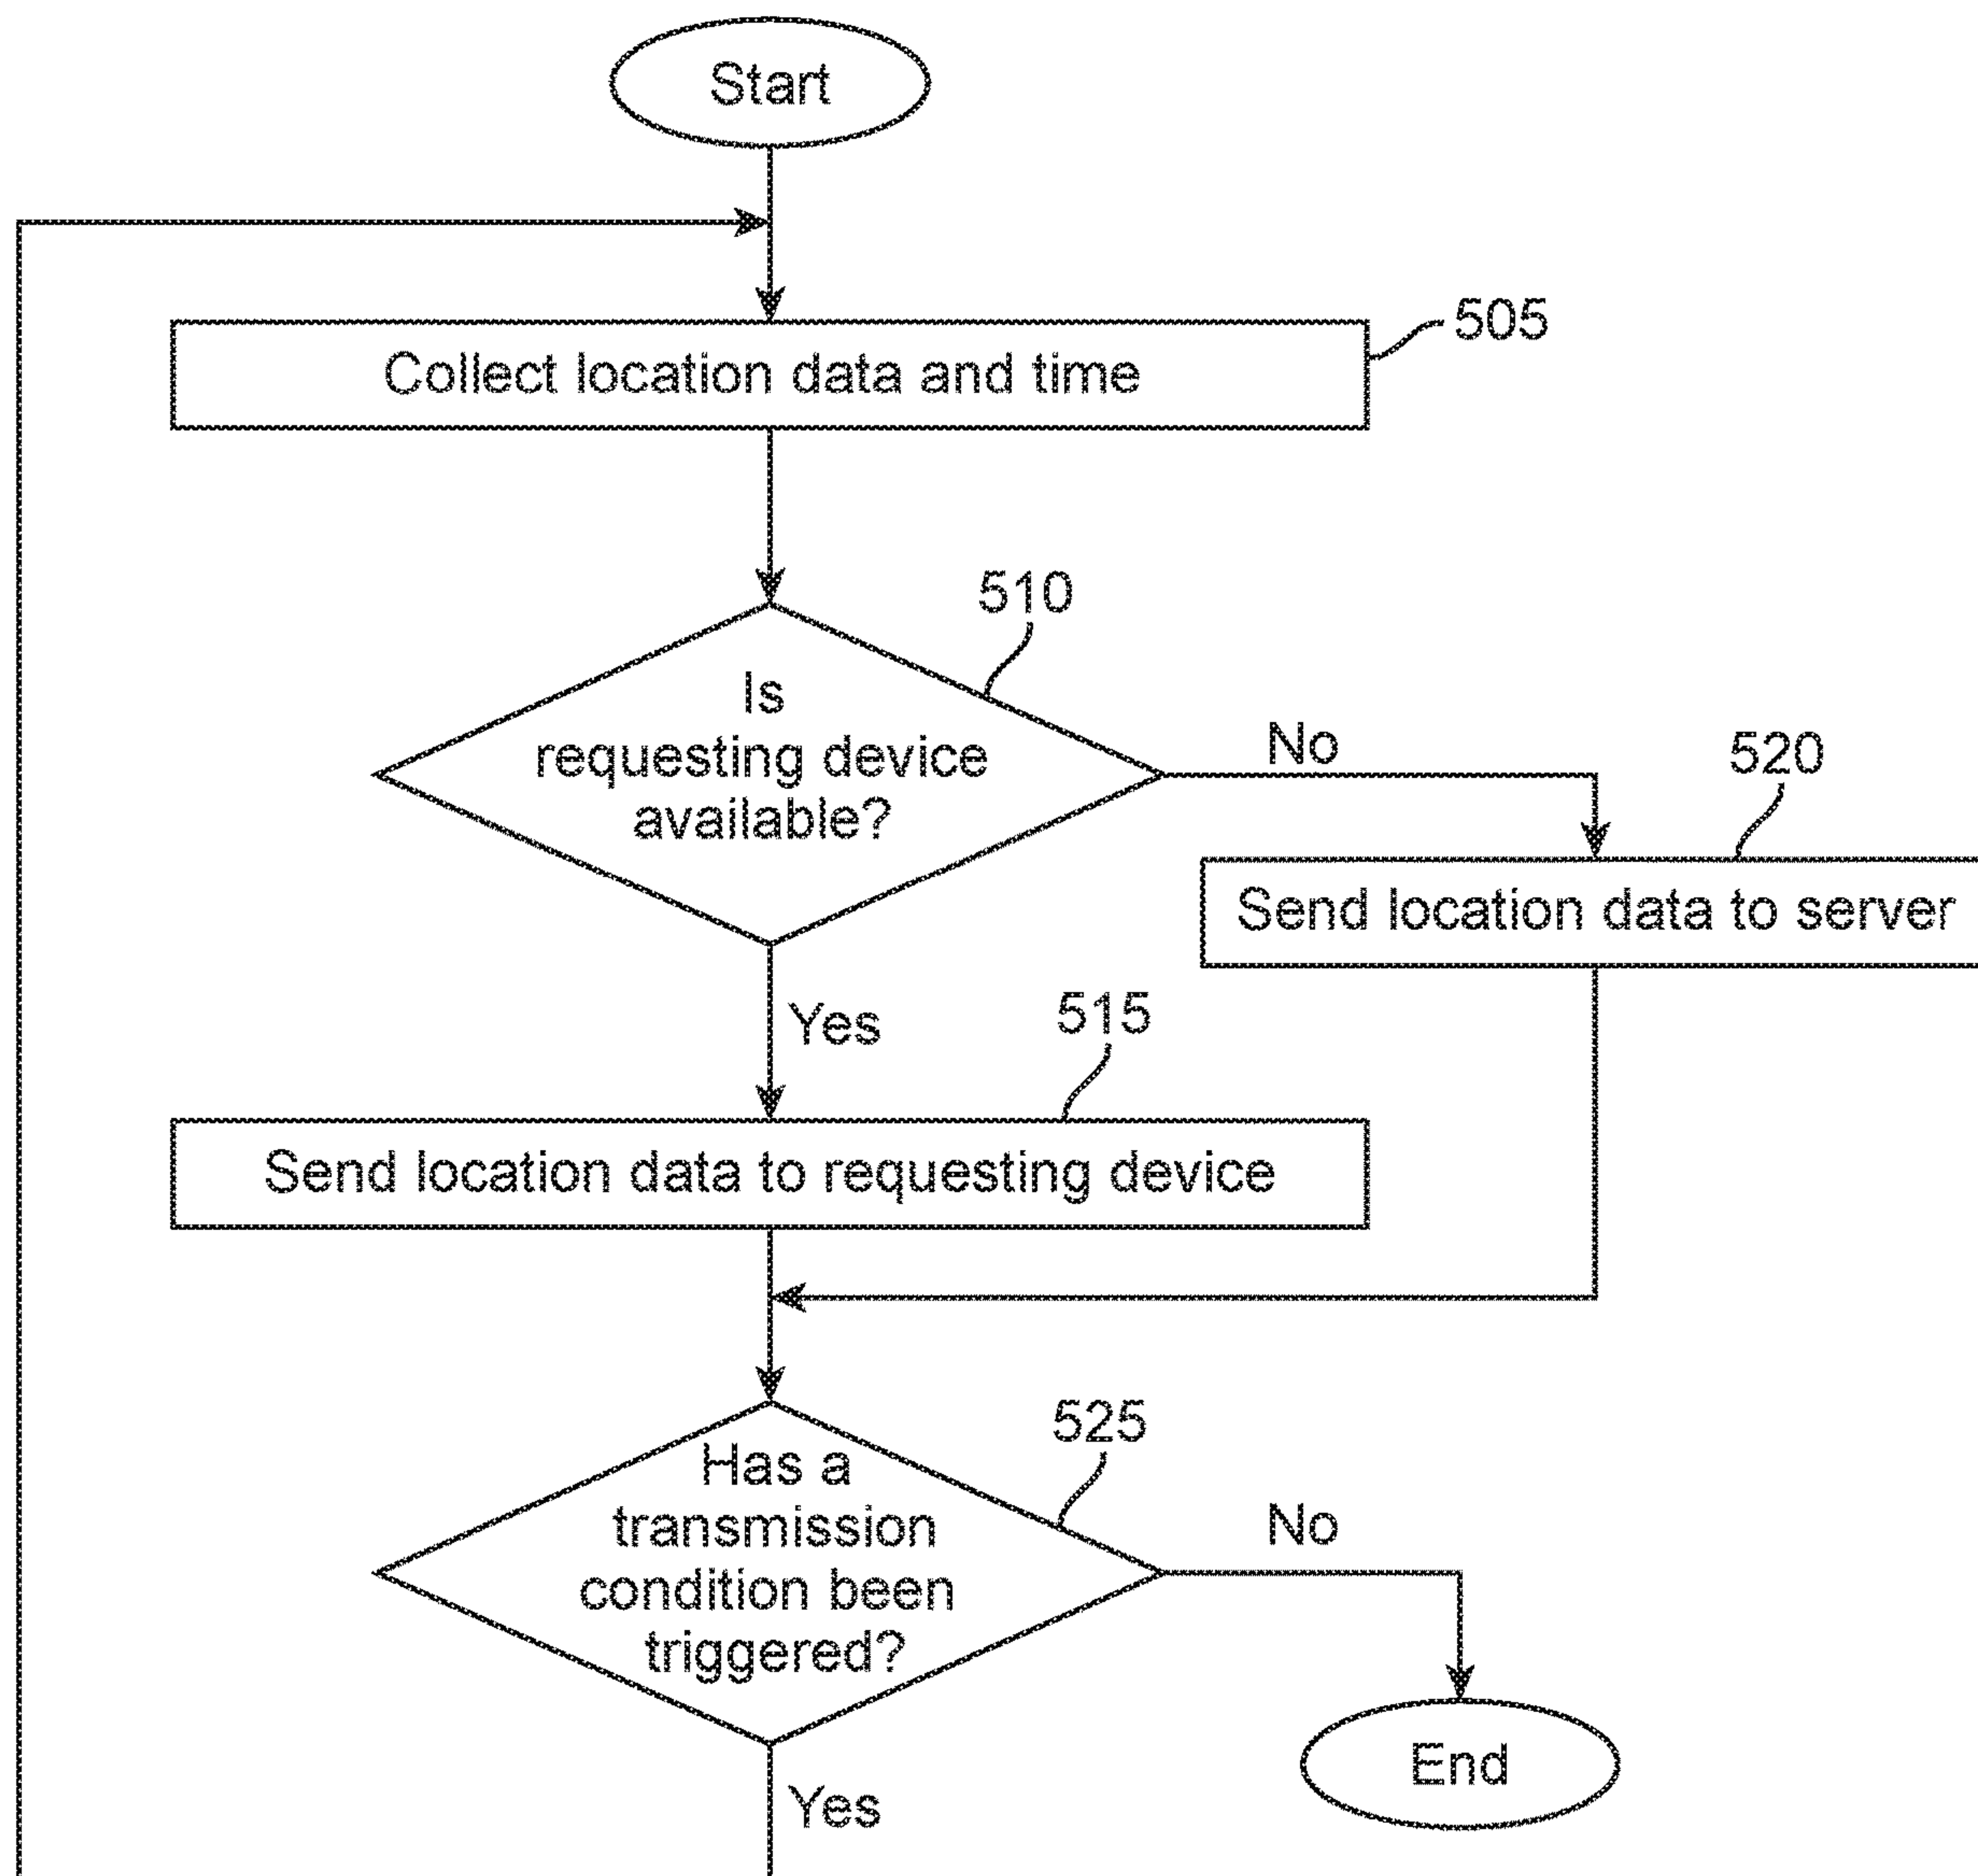 Start
505
Collect location data and time
510
Is
requesting device
available?
No
520
Send location data to server
Yes
515
Send location data to requesting device
525
Has a
transmission
condition been
triggered?
No
End
Yes